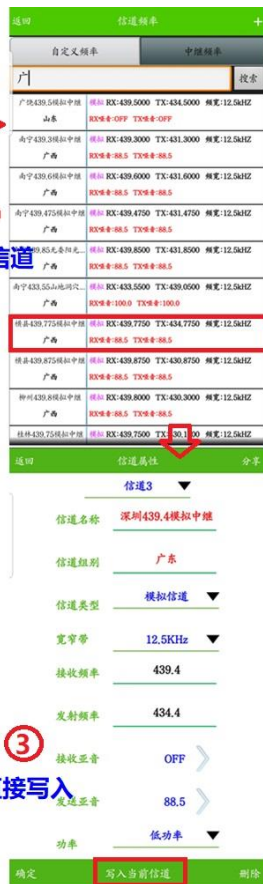 返回 信道频率 +
自定义频率 中继频率
广 搜索
广饶439.5模拟中继 模拟 RX:439.5000 TX:434.5000 频宽:12.5kHZ
山东 RX哑音:OFF TX哑音:OFF
南宁439.3模拟中继 模拟 RX:439.3000 TX:431.3000 频宽:12.5kHZ
广西 RX哑音:88.5 TX哑音:88.5
南宁439.6模拟中继 模拟 RX:439.6000 TX:431.6000 频宽:12.5kHZ
广西 RX哑音:88.5 TX哑音:88.5
南宁439.475模拟中继 模拟 RX:439.4750 TX:431.4750 频宽:12.5kHZ
广西 RX哑音:88.5 TX哑音:88.5
39.85元春阳光... 模拟 RX:439.8500 TX:431.8500 频宽:12.5kHZ
信道
广西 RX哑音:88.5 TX哑音:88.5
南宁433.55山地洞穴... 模拟 RX:433.5500 TX:439.0500 频宽:12.5kHZ
广西 RX哑音:100.0 TX哑音:100.0
横县439.775模拟中继 模拟 RX:439.7750 TX:434.7750 频宽:12.5kHZ
广西 RX哑音:88.5 TX哑音:88.5
横县439.875模拟中继 模拟 RX:439.8750 TX:430.8750 频宽:12.5kHZ
广西 RX哑音:88.5 TX哑音:88.5
柳州439.8模拟中继 模拟 RX:439.8000 TX:430.3000 频宽:12.5kHZ
广西 RX哑音:88.5 TX哑音:88.5
桂林439.75模拟中继 模拟 RX:439.7500 频宽:12.5kHZ
返回 信道属性 分享
信道3
信道名称 深圳439.4模拟中继
信道组别 广东
信道类型 模拟信道
宽窄带 12.5KHz
接收频率 439.4
发射频率 434.4
③
接收亚音 OFF
直接写入
发送亚音 88.5
功率 低功率
确定 写入当前信道 删除